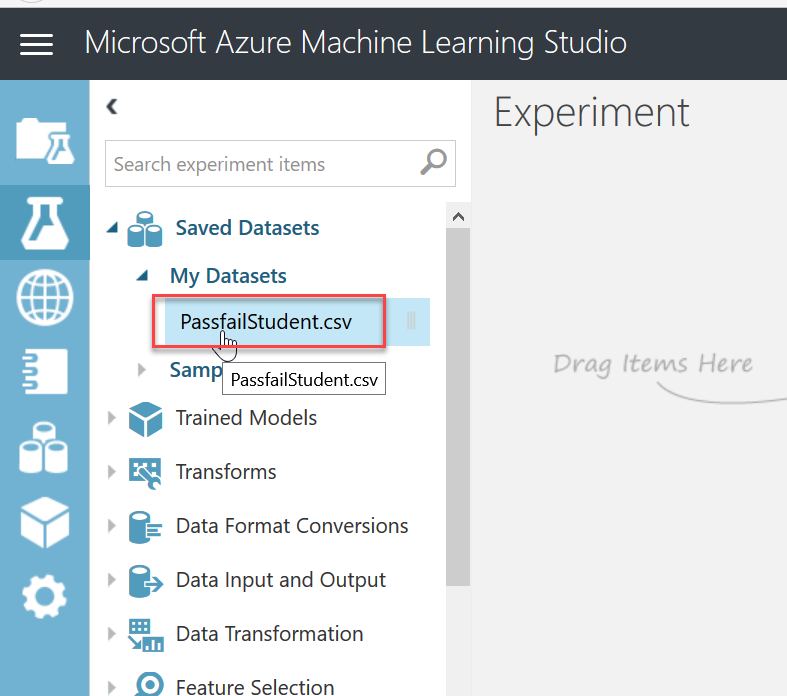 Microsoft Azure Machine Learning Studio
Experiment
Search experiment items
Saved Datasets
My Datasets
PassfailStudent.csv
Samp
PassfailStudent.csv
Trained Models
Transforms
Data Format Conversions
Data Input and Output
Data Transformation
Feature Selection
Drag Items Here